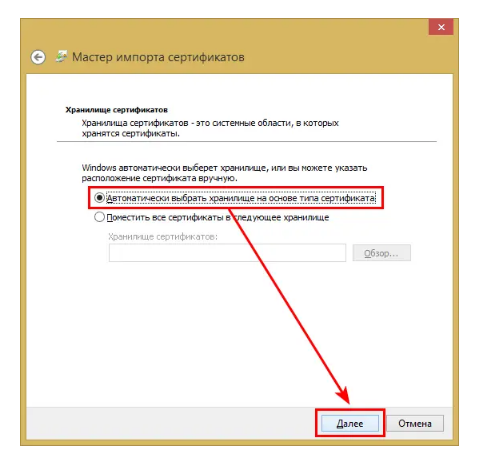 Мастер импорта сертификатов
Хранилище сертификатов
Хранилища сертификатов - это системные области, в которых
хранятся сертификаты.
Windows автоматически выберет хранилище, или вы можете указать
расположение сертификата вручную.
Автоматически выбрать хранилище на основе типа сертификата
Поместить все сертификаты в следующее хранилище
Хранилище сертификатов:
Обзор...
Далее
Отмена